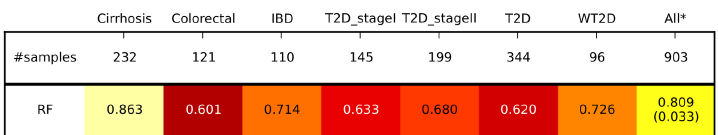 Cirrhosis Colorectal IBD T2D_stageI T2D_stageII T2D WT2D All*
#samples 232 121 110 145 199 344 96 903
RF 0.863 0.601 0.714 0.633 0.680 0.620 0.726 0.809
(0.033)